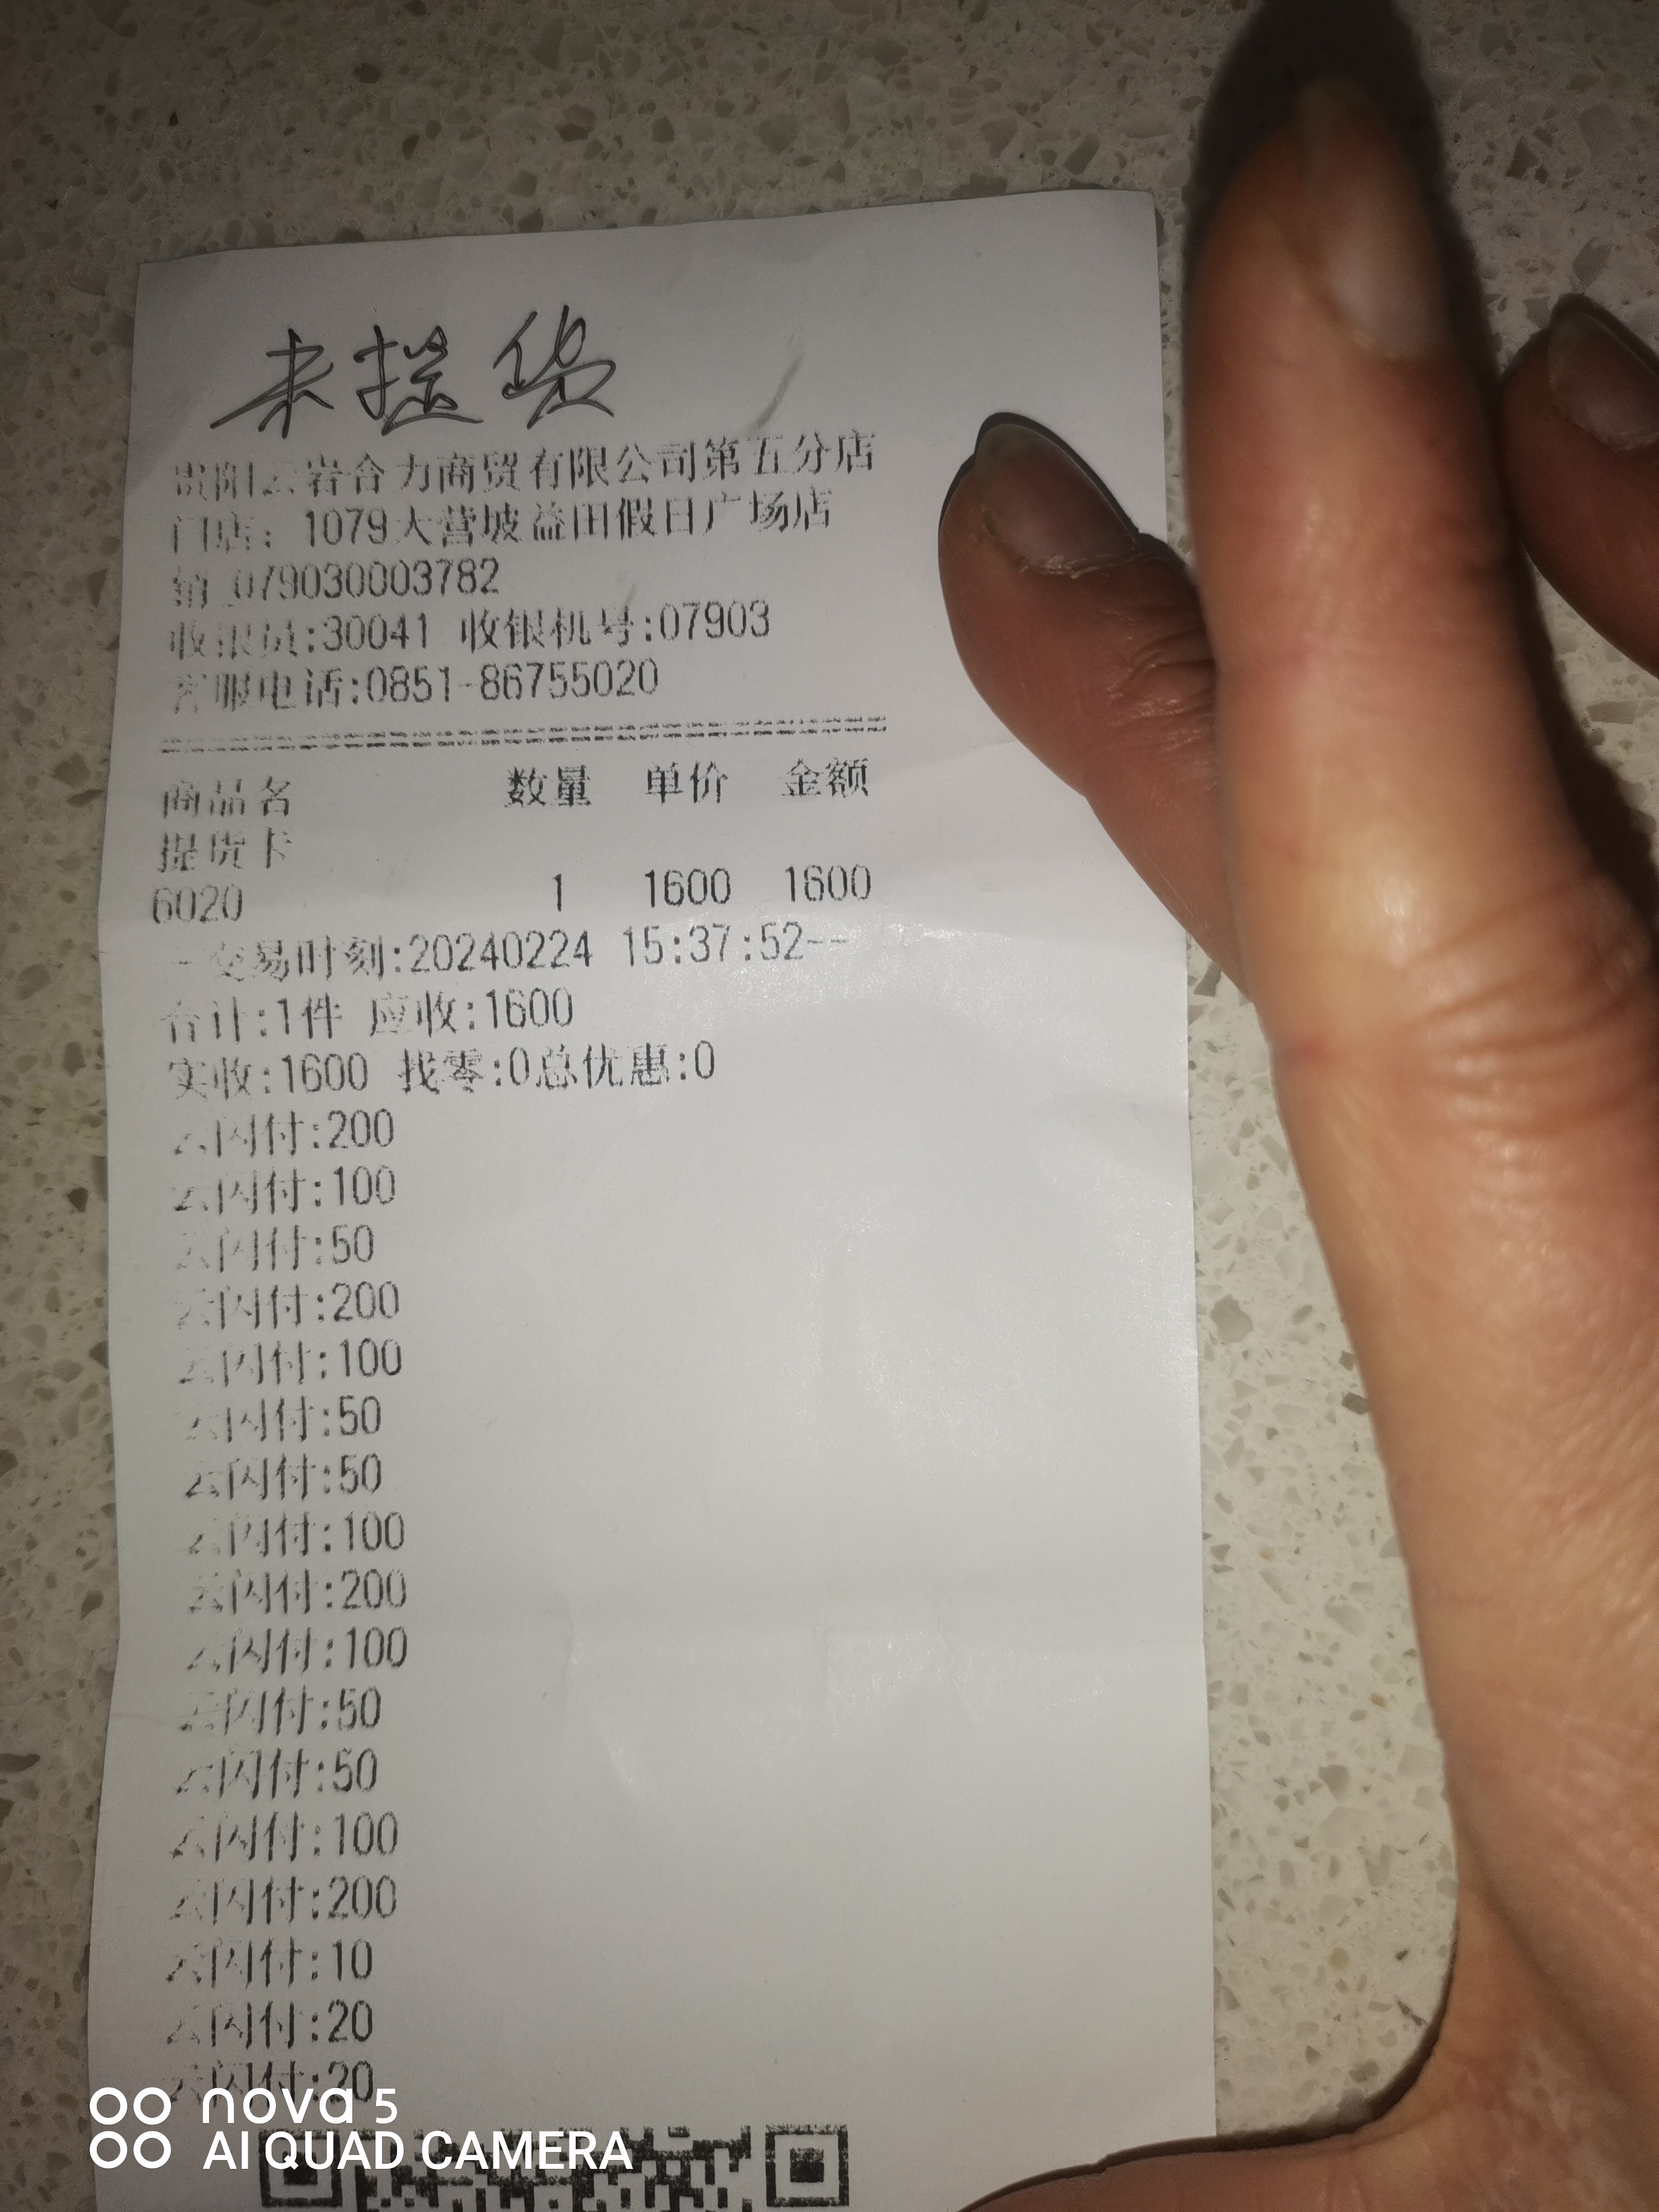 未提货
贵阳云岩合力商贸有限公司第五分店
门店：1079大营坡益田假日广场店
销 079030003782
收银员:30041 收银机号:07903
客服电话:0851-86755020
商品名 数量 单价 金额
提货卡
6020 1 1600 1600
--交易时刻:20240224 15:37:52--
合计:1件 应收:1600
实收:1600 找零:0总优惠:0
云闪付:200
云闪付:100
云闪付:50
云闪付:200
云闪付:100
云闪付:50
云闪付:50
云闪付:100
云闪付:200
云闪付:100
云闪付:50
云闪付:50
云闪付:100
云闪付:200
云闪付:10
云闪付:20
云闪付:20
nova 5
AI QUAD CAMERA